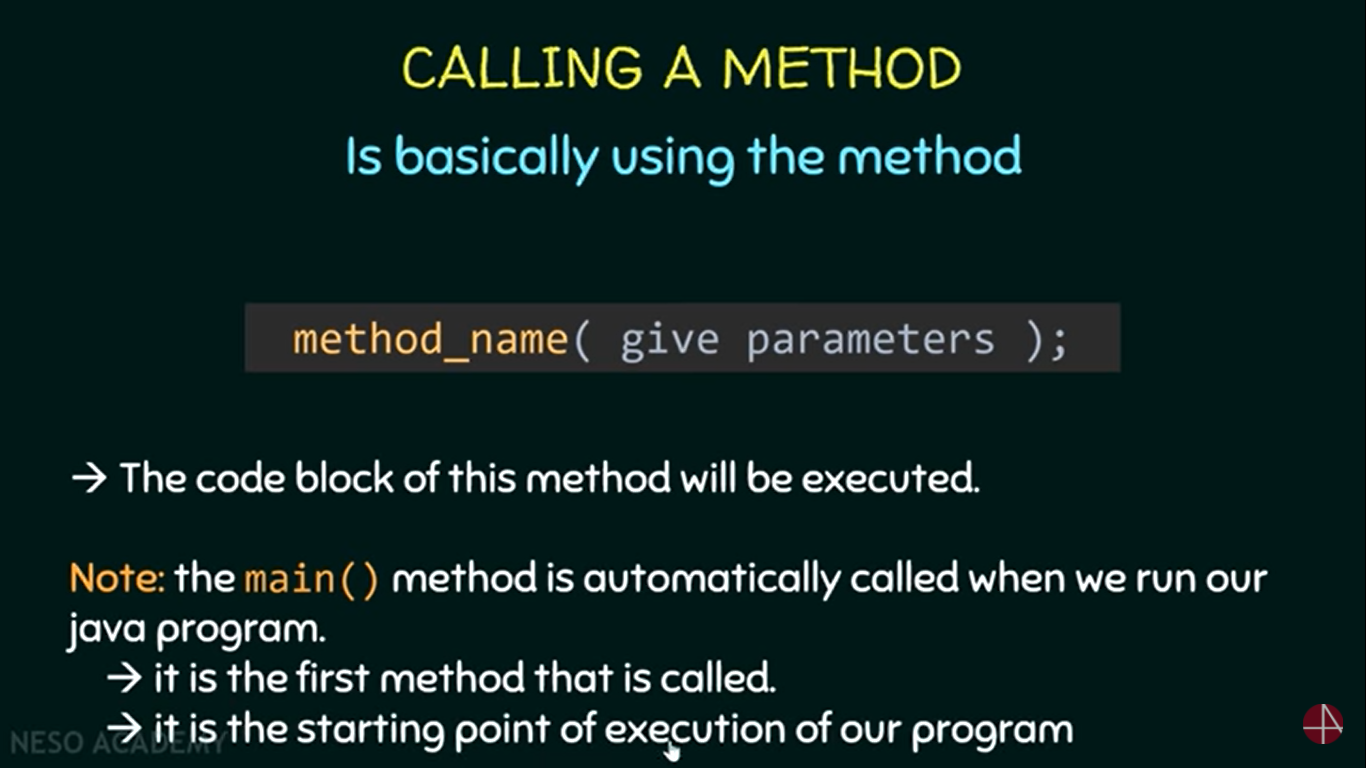 CALLING A METHOD
Is basically using the method
method_name( give parameters );
→ The code block of this method will be executed.
Note: the main() method is automatically called when we run our
java program.
→ it is the first method that is called.
→ it is the starting point of execution of our program
NESO ACADEMY